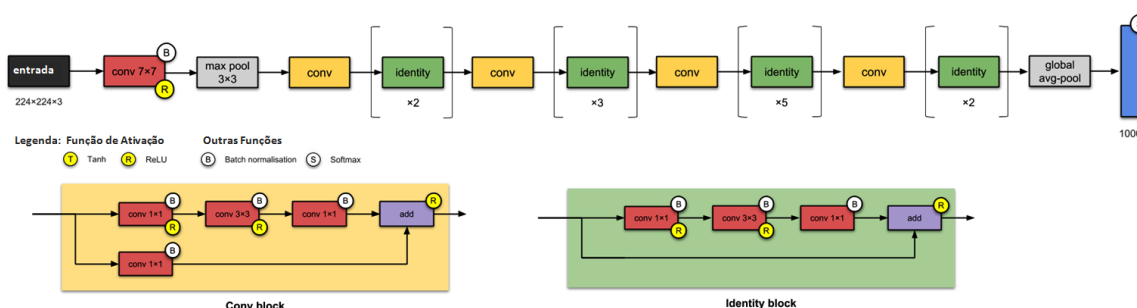 entrada
224×224×3
conv 7×7
B
R
max pool
3×3
conv
identity
×2
conv
identity
×3
conv
identity
×5
conv
identity
×2
global
avg-pool
1000
Legenda: Função de Ativação Outras Funções
T Tanh R ReLU B Batch normalisation S Softmax
conv 1×1
B
R
conv 3×3
B
R
conv 1×1
B
add
R
conv 1×1
B
Conv block
conv 1×1
B
R
conv 3×3
B
R
conv 1×1
B
add
R
Identity block